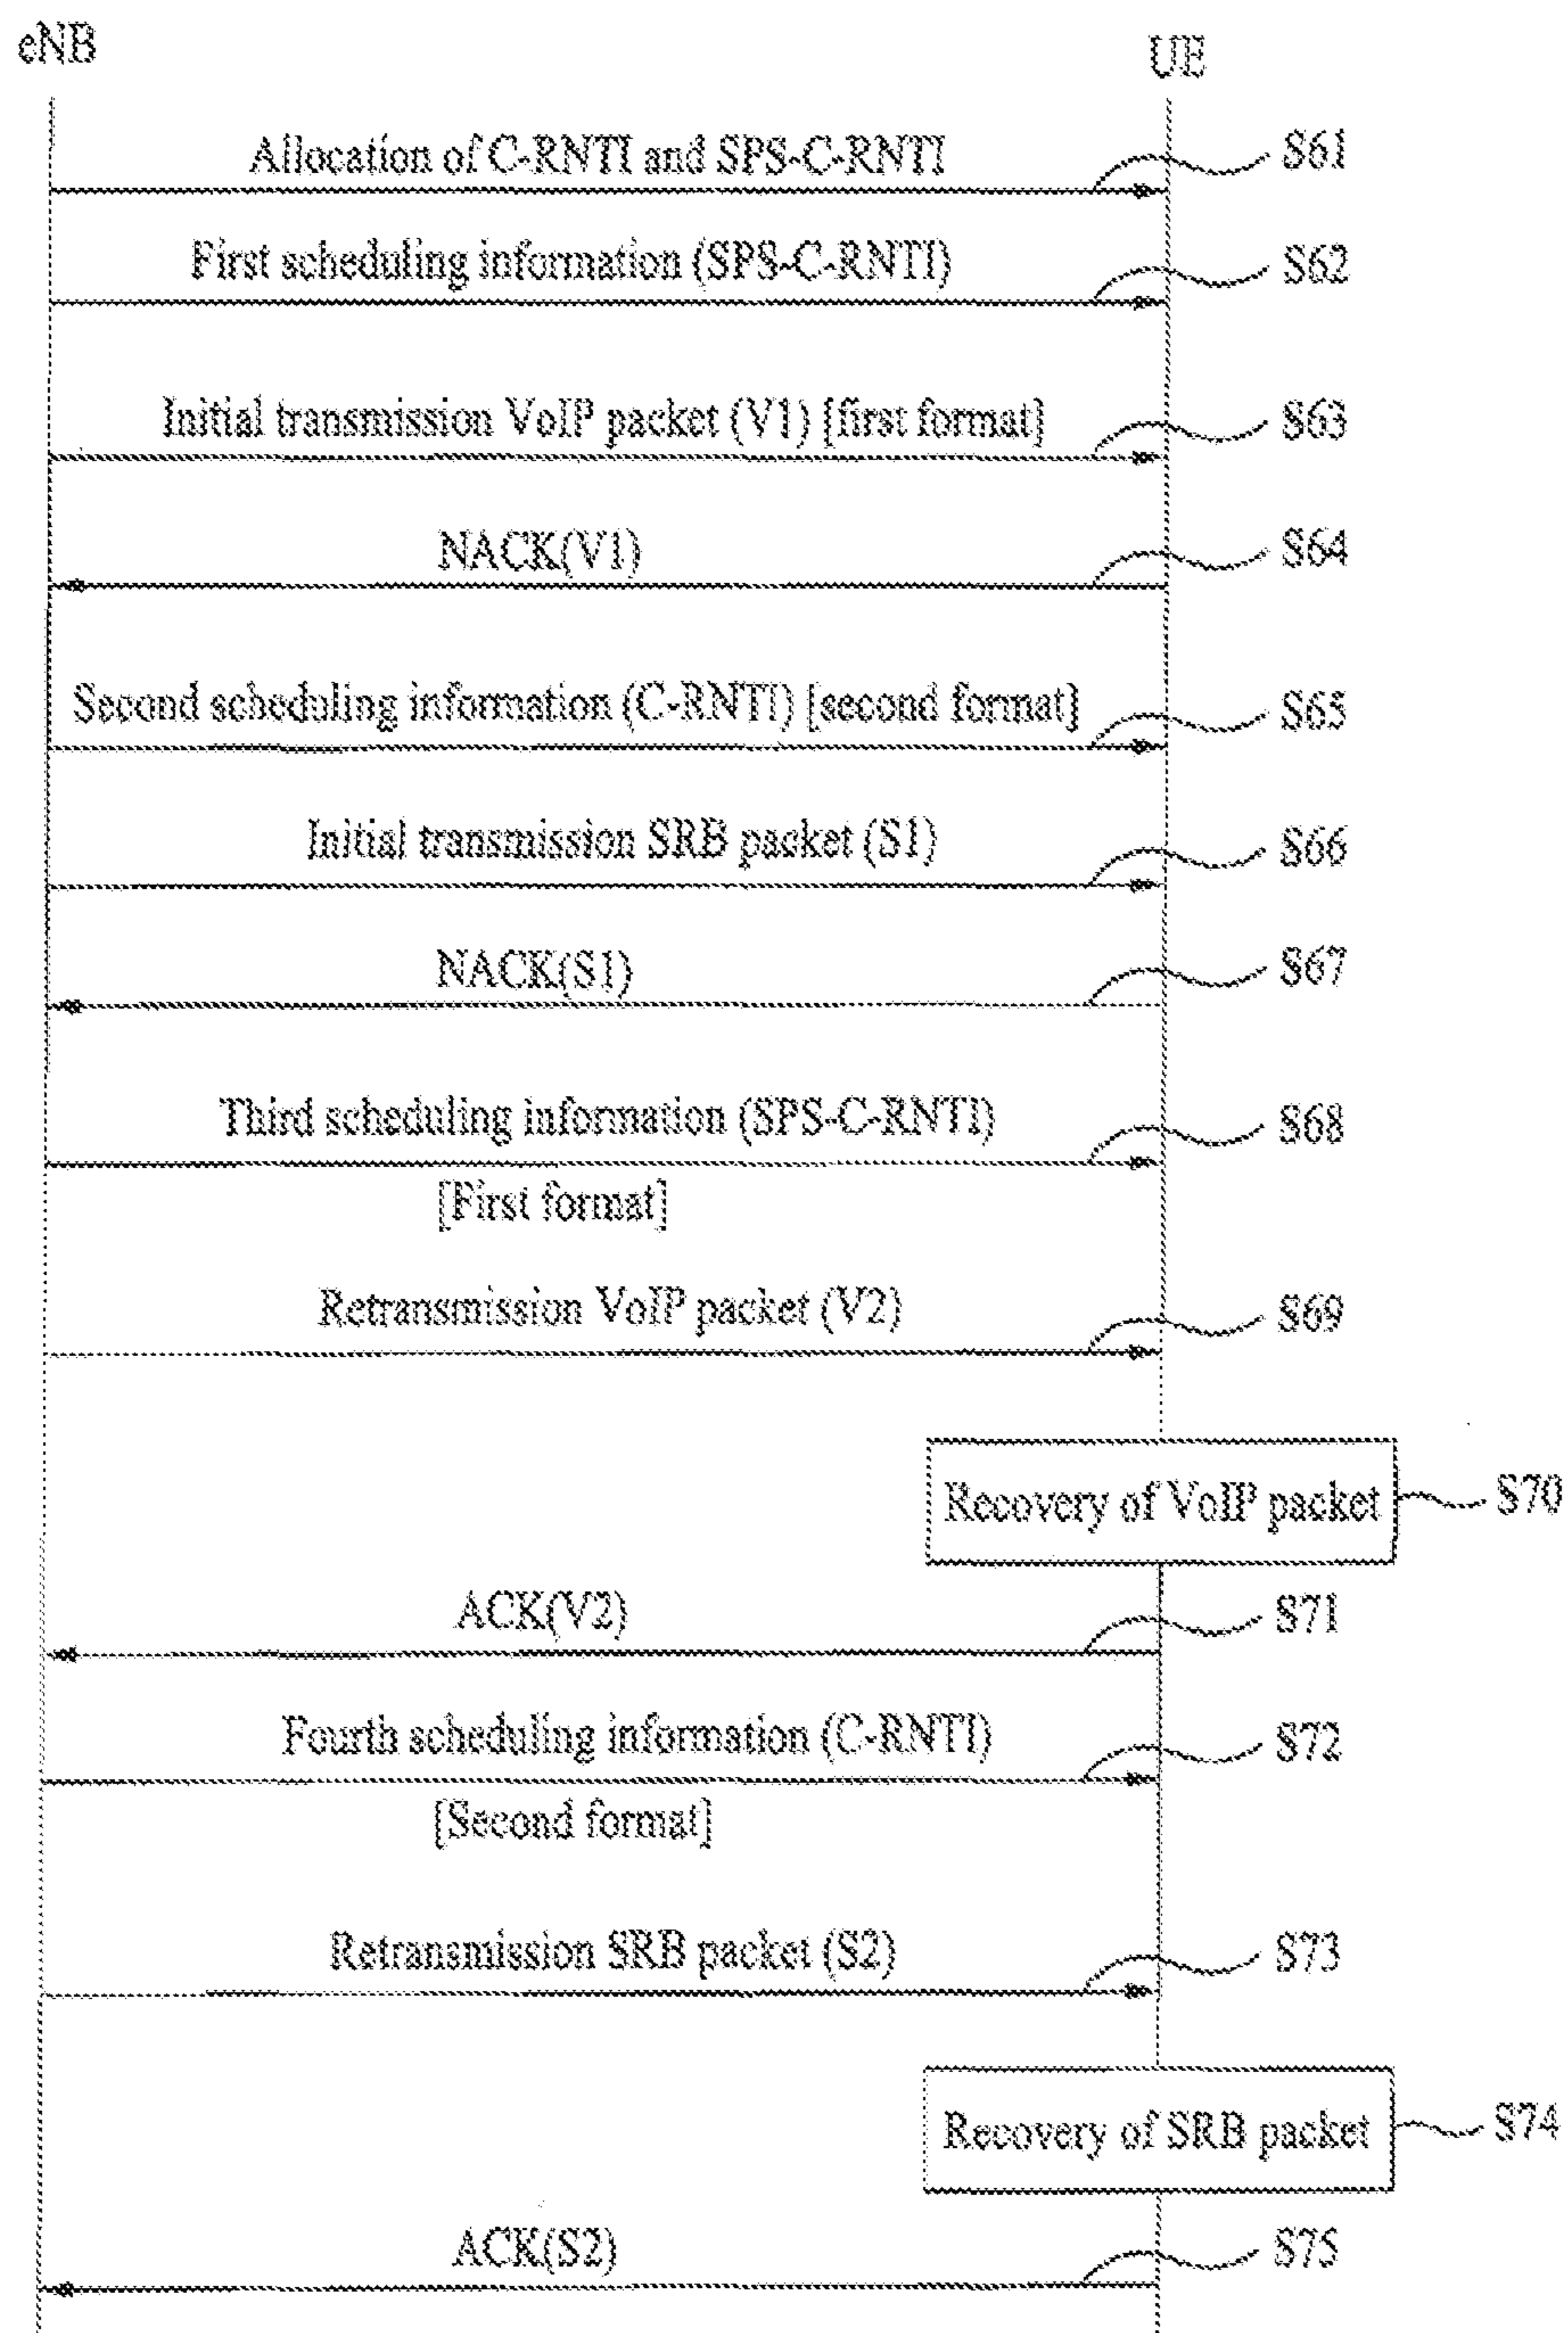 eNB
UE
Allocation of C-RNTI and SPS-C-RNTI
S61
First scheduling information (SPS-C-RNTI)
S62
Initial transmission VoIP packet (V1) [first format]
S63
NACK(V1)
S64
Second scheduling information (C-RNTI) [second format]
S65
Initial transmission SRB packet (S1)
S66
NACK(S1)
S67
Third scheduling information (SPS-C-RNTI)
S68
[First format]
Retransmission VoIP packet (V2)
S69
Recovery of VoIP packet
S70
ACK(V2)
S71
Fourth scheduling information (C-RNTI)
S72
[Second format]
Retransmission SRB packet (S2)
S73
Recovery of SRB packet
S74
ACK(S2)
S75